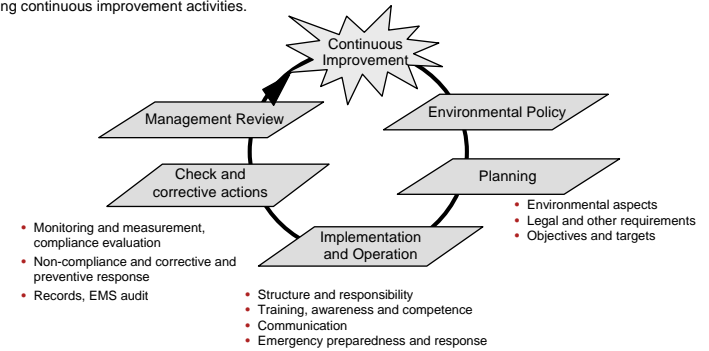 ng continuous improvement activities.
Continuous
Improvement
Environmental Policy
Planning
• Environmental aspects
• Legal and other requirements
• Objectives and targets
Implementation
and Operation
• Structure and responsibility
• Training, awareness and competence
• Communication
• Emergency preparedness and response
Check and
corrective actions
• Monitoring and measurement,
compliance evaluation
• Non-compliance and corrective and
preventive response
• Records, EMS audit
Management Review